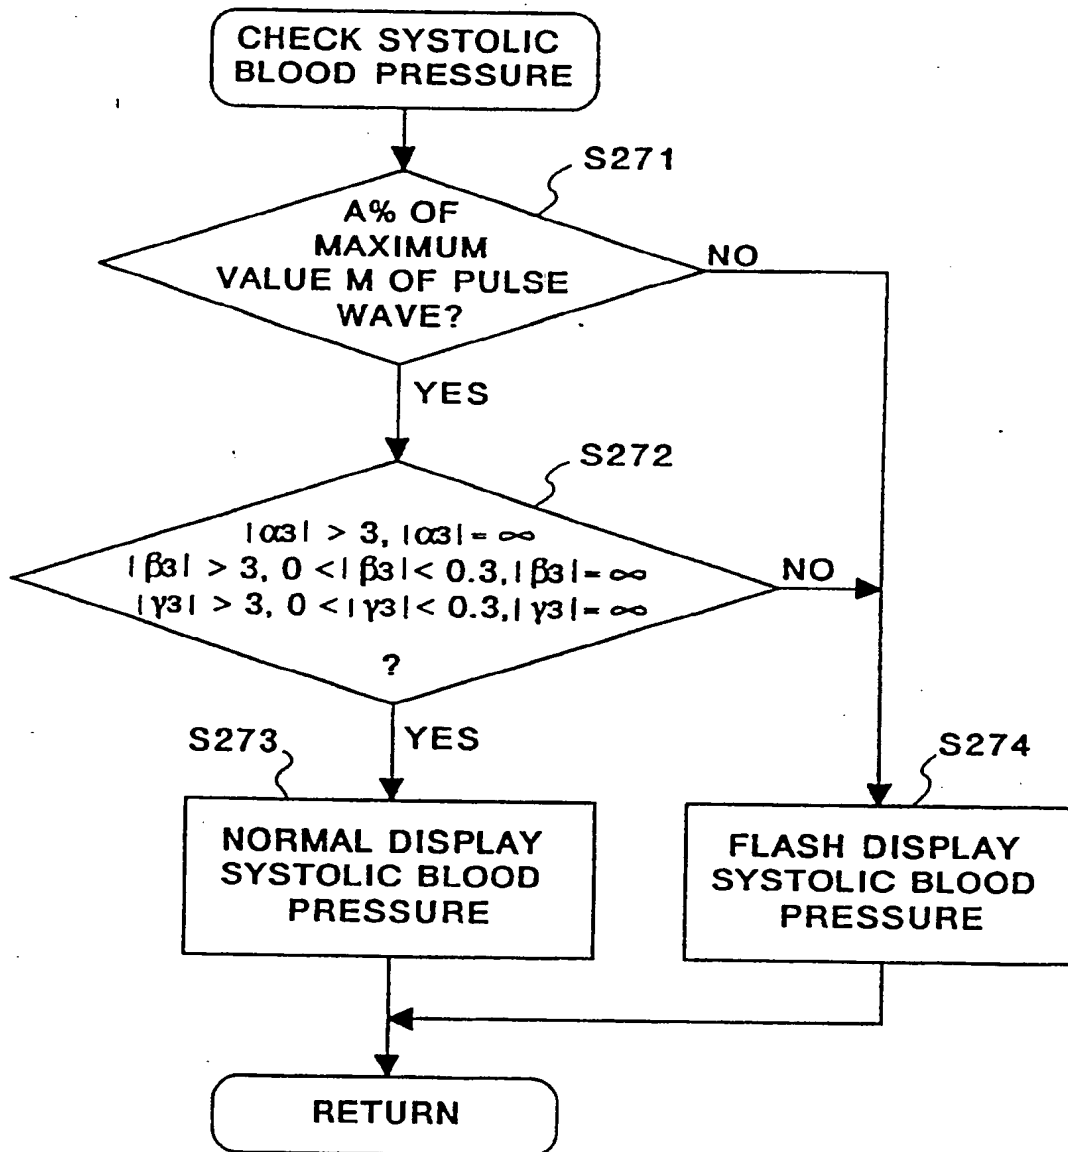 CHECK SYSTOLIC
BLOOD PRESSURE
S271
A% OF
MAXIMUM
VALUE M OF PULSE
WAVE?
NO
YES
S272
|α3| > 3, |α3| = ∞
|β3| > 3, 0 < |β3| < 0.3, |β3| = ∞
|γ3| > 3, 0 < |γ3| < 0.3, |γ3| = ∞
?
NO
YES
S273
NORMAL DISPLAY
SYSTOLIC BLOOD
PRESSURE
S274
FLASH DISPLAY
SYSTOLIC BLOOD
PRESSURE
RETURN